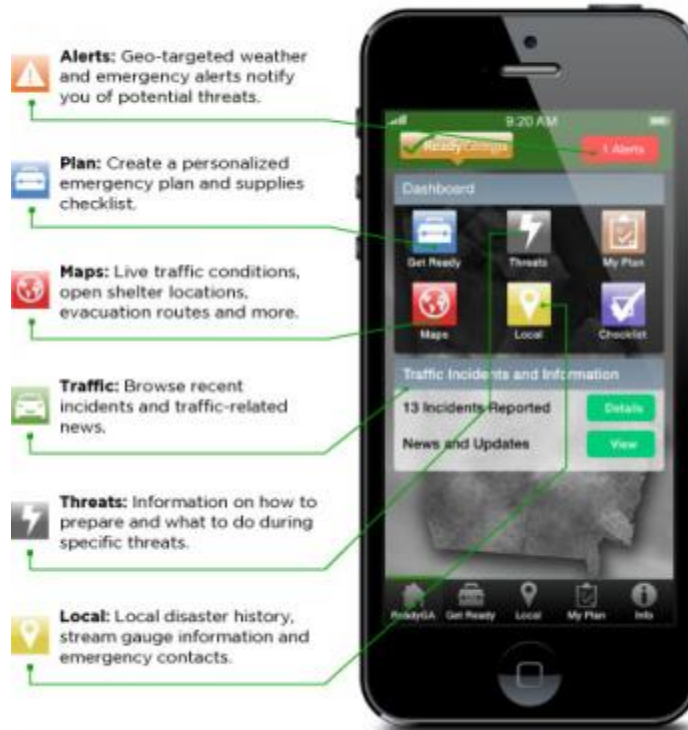 Alerts: Geo-targeted weather
and emergency alerts notify
you of potential threats.
Plan: Create a personalized
emergency plan and supplies
checklist.
Maps: Live traffic conditions,
open shelter locations,
evacuation routes and more.
Traffic: Browse recent
incidents and traffic-related
news.
Threats: Information on how to
prepare and what to do during
specific threats.
Local: Local disaster history,
stream gauge information and
emergency contacts.
9:20 AM
ReadyGeorgia
1 Alerts
Dashboard
Get Ready Threats My Plan
Maps Local Checklist
Traffic Incidents and Information
13 Incidents Reported Details
News and Updates View
ReadyGA Get Ready Local My Plan Info